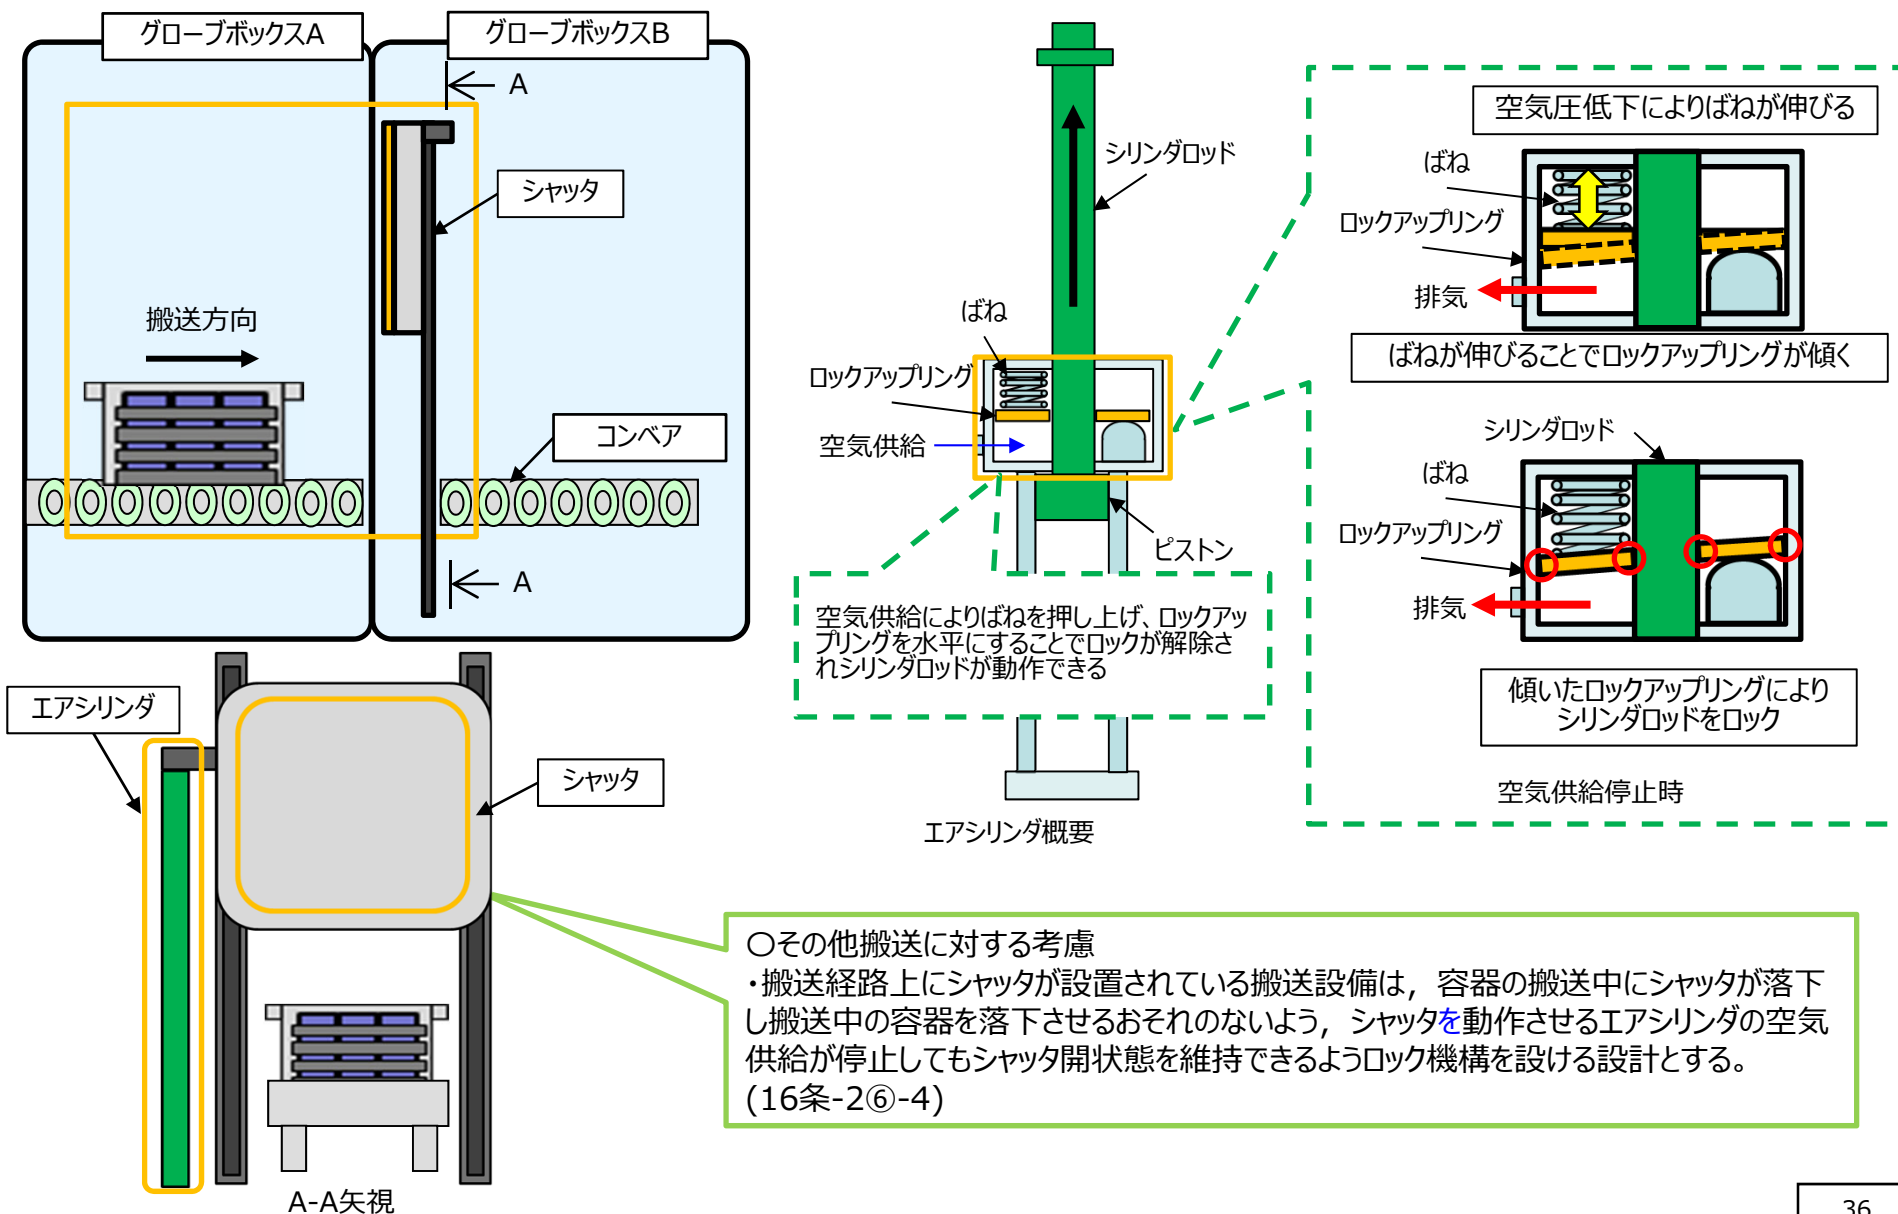 グローブボックスA
グローブボックスB
A
シャッタ
搬送方向
コンベア
A
エアシリンダ
シャッタ
A-A矢視
シリンダロッド
ばね
ロックアップリング
空気供給
ピストン
空気供給によりばねを押し上げ、ロックアッ
プリングを水平にすることでロックが解除さ
れシリンダロッドが動作できる
エアシリンダ概要
空気圧低下によりばねが伸びる
ばね
ロックアップリング
排気
ばねが伸びることでロックアップリングが傾く
シリンダロッド
ばね
ロックアップリング
排気
傾いたロックアップリングにより
シリンダロッドをロック
空気供給停止時
〇その他搬送に対する考慮
・搬送経路上にシャッタが設置されている搬送設備は，容器の搬送中にシャッタが落下
し搬送中の容器を落下させるおそれのないよう，シャッタを動作させるエアシリンダの空気
供給が停止してもシャッタ開状態を維持できるようロック機構を設ける設計とする。
(16条-2⑥-4)
36